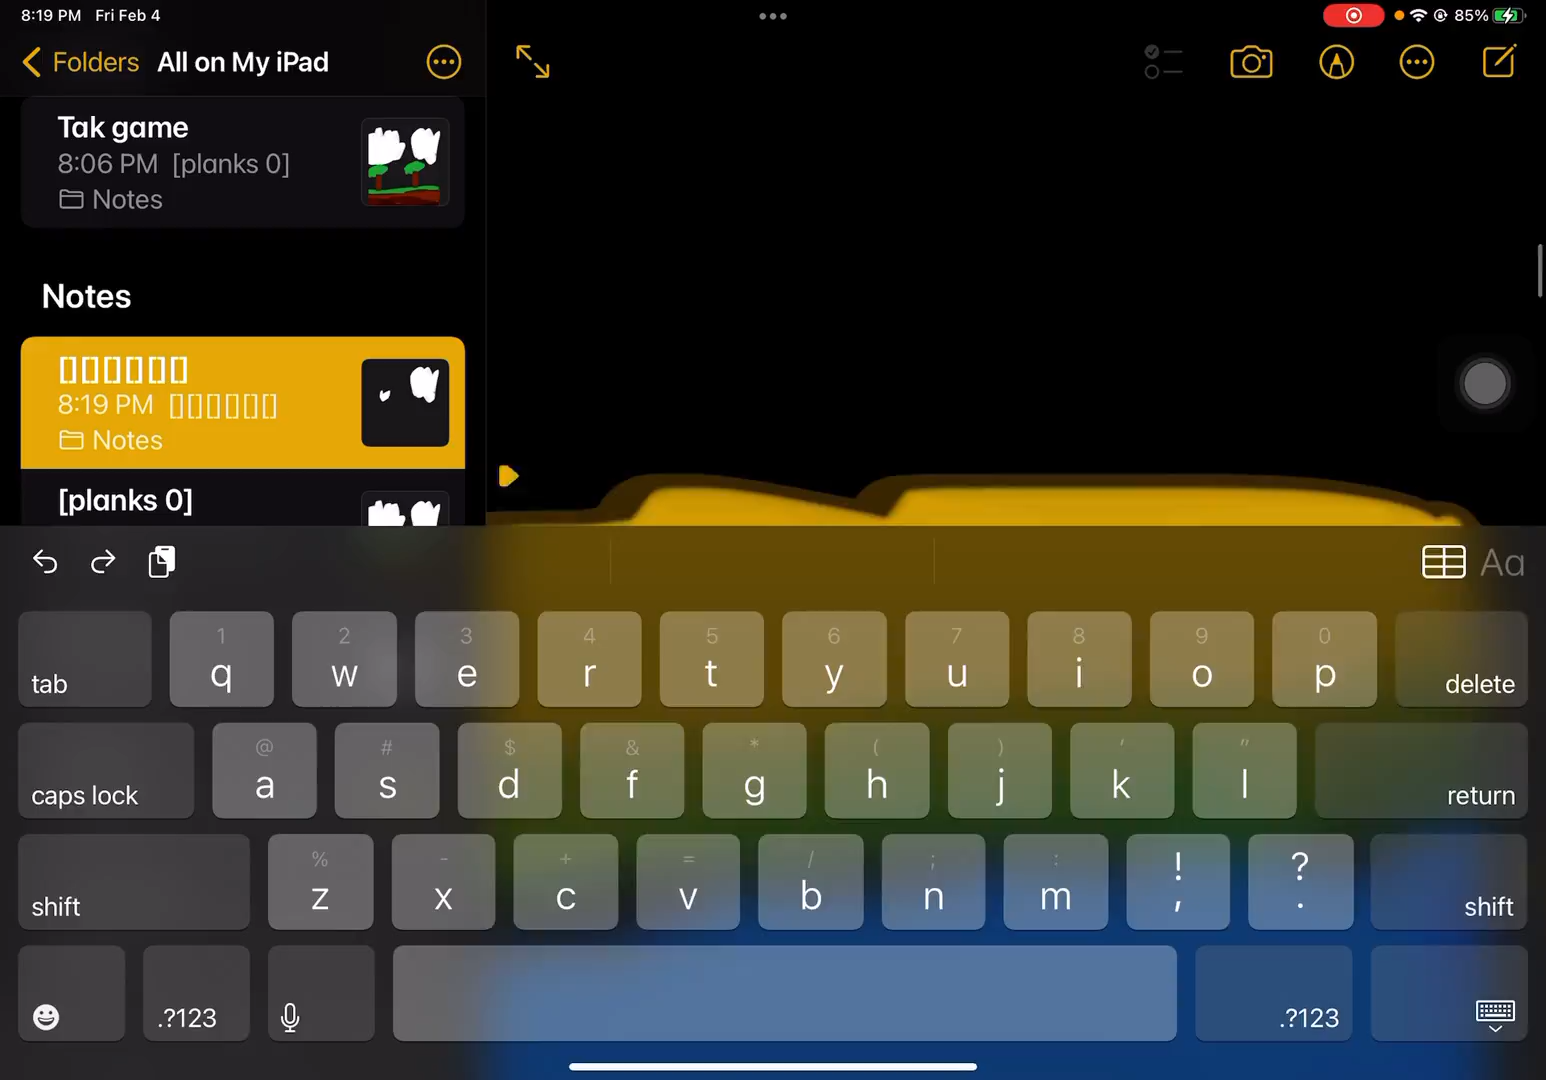 8:19 PM Fri Feb 4
85%
Folders All on My iPad
Tak game
8:06 PM [planks 0]
Notes
Notes
[][][][][][]
8:19 PM [][][][][][]
Notes
[planks 0]
Aa
tab 1 q 2 w 3 e 4 r 5 t 6 y 7 u 8 i 9 o 0 p delete
caps lock @ a # s $ d & f * g ( h ) j ' k " l return
shift % z - x + c = v / b ; n : m ! , ? . shift
.?123 .?123